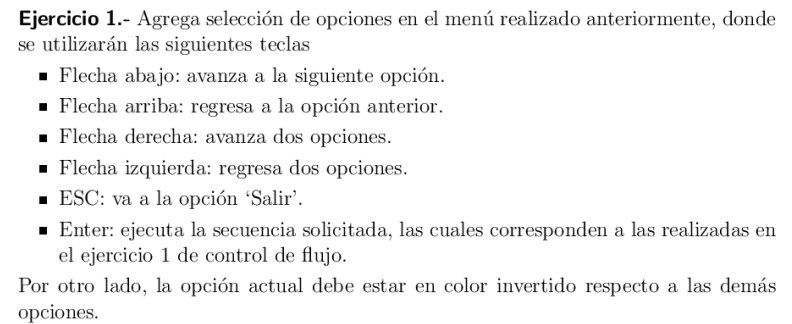 Ejercicio 1.- Agrega selección de opciones en el menú realizado anteriormente, donde
se utilizarán las siguientes teclas
▪ Flecha abajo: avanza a la siguiente opción.
▪ Flecha arriba: regresa a la opción anterior.
▪ Flecha derecha: avanza dos opciones.
▪ Flecha izquierda: regresa dos opciones.
▪ ESC: va a la opción ‘Salir’.
▪ Enter: ejecuta la secuencia solicitada, las cuales corresponden a las realizadas en
el ejercicio 1 de control de flujo.
Por otro lado, la opción actual debe estar en color invertido respecto a las demás
opciones.